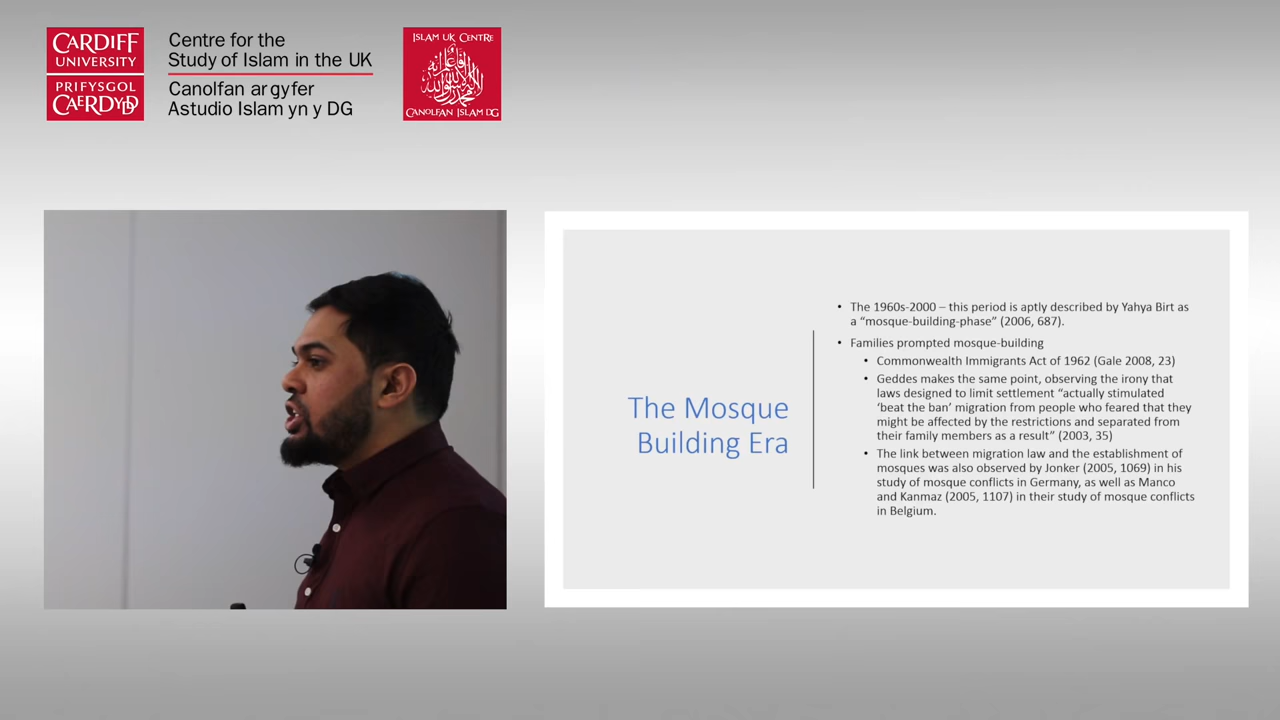 CARDIFF
UNIVERSITY
PRIFYSGOL
CAERDYDD
Centre for the
Study of Islam in the UK
Canolfan ar gyfer
Astudio Islam yn y DG
ISLAM UK CENTRE
CANOLFAN ISLAM DG
The Mosque
Building Era
• The 1960s-2000 – this period is aptly described by Yahya Birt as
a “mosque-building-phase” (2006, 687).
• Families prompted mosque-building
• Commonwealth Immigrants Act of 1962 (Gale 2008, 23)
• Geddes makes the same point, observing the irony that
laws designed to limit settlement “actually stimulated
‘beat the ban’ migration from people who feared that they
might be affected by the restrictions and separated from
their family members as a result” (2003, 35)
• The link between migration law and the establishment of
mosques was also observed by Jonker (2005, 1069) in his
study of mosque conflicts in Germany, as well as Manco
and Kanmaz (2005, 1107) in their study of mosque conflicts
in Belgium.